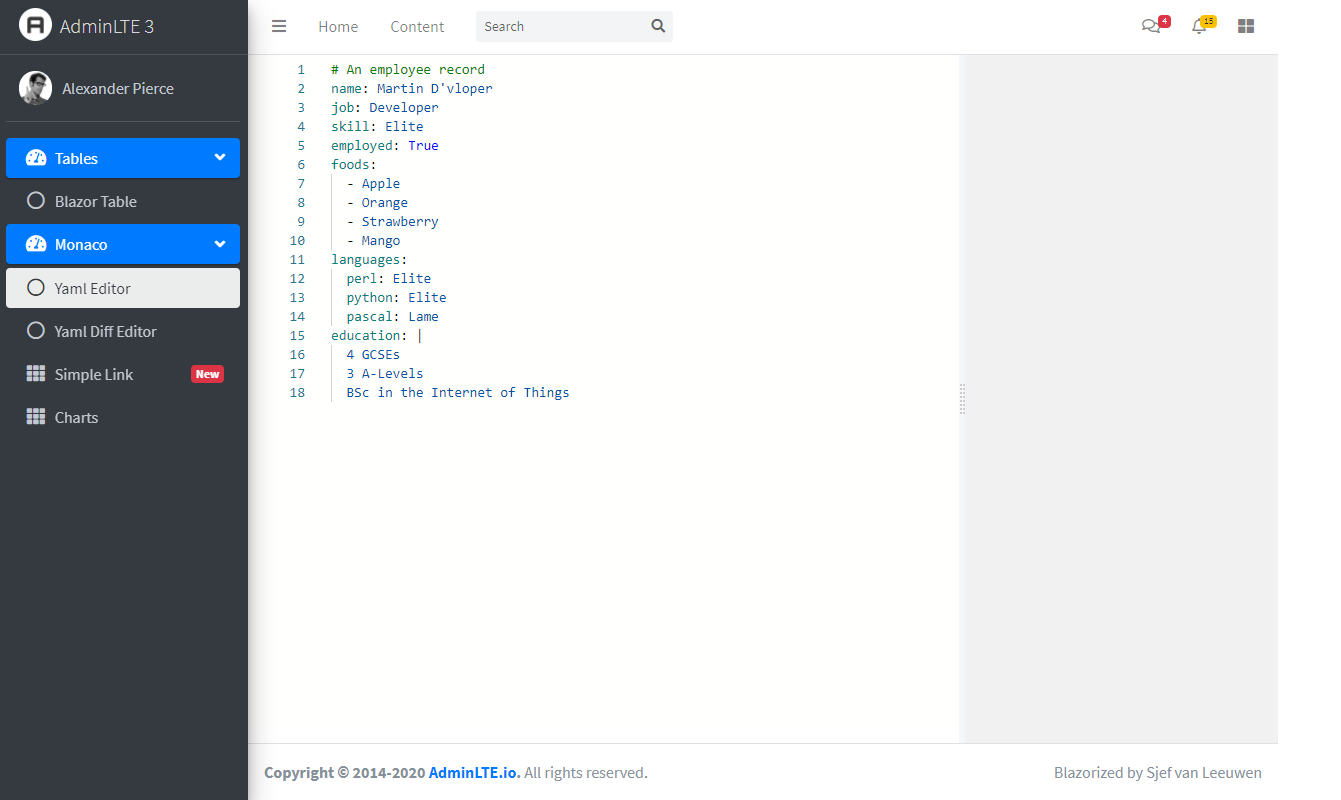 AdminLTE 3
Home Content Search 4 15
Alexander Pierce
Tables
Blazor Table
Monaco
Yaml Editor
Yaml Diff Editor
Simple Link New
Charts
1 # An employee record
2 name: Martin D'vloper
3 job: Developer
4 skill: Elite
5 employed: True
6 foods:
7 - Apple
8 - Orange
9 - Strawberry
10 - Mango
11 languages:
12 perl: Elite
13 python: Elite
14 pascal: Lame
15 education: |
16 4 GCSEs
17 3 A-Levels
18 BSc in the Internet of Things
Copyright © 2014-2020 AdminLTE.io. All rights reserved. Blazorized by Sjef van Leeuwen